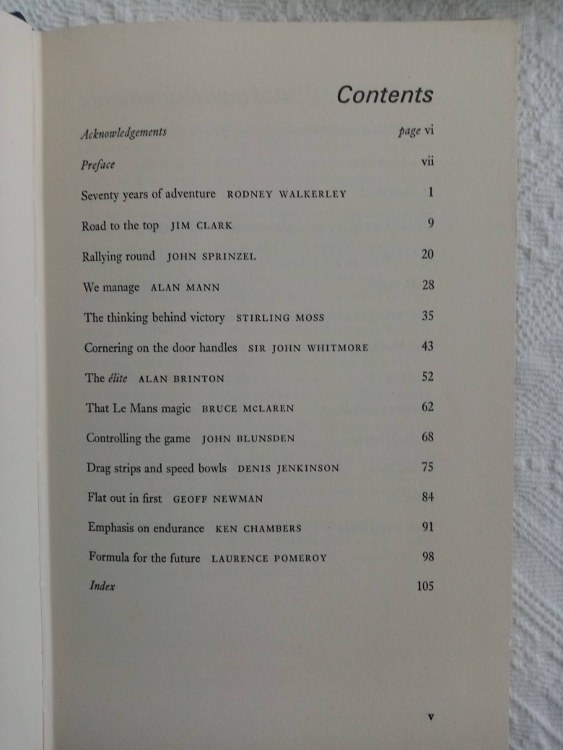 Contents
Acknowledgements page vi
Preface vii
Seventy years of adventure RODNEY WALKERLEY 1
Road to the top JIM CLARK 9
Rallying round JOHN SPRINZEL 20
We manage ALAN MANN 28
The thinking behind victory STIRLING MOSS 35
Cornering on the door handles SIR JOHN WHITMORE 43
The élite ALAN BRINTON 52
That Le Mans magic BRUCE McLAREN 62
Controlling the game JOHN BLUNSDEN 68
Drag strips and speed bowls DENIS JENKINSON 75
Flat out in first GEOFF NEWMAN 84
Emphasis on endurance KEN CHAMBERS 91
Formula for the future LAURENCE POMEROY 98
Index 105
v